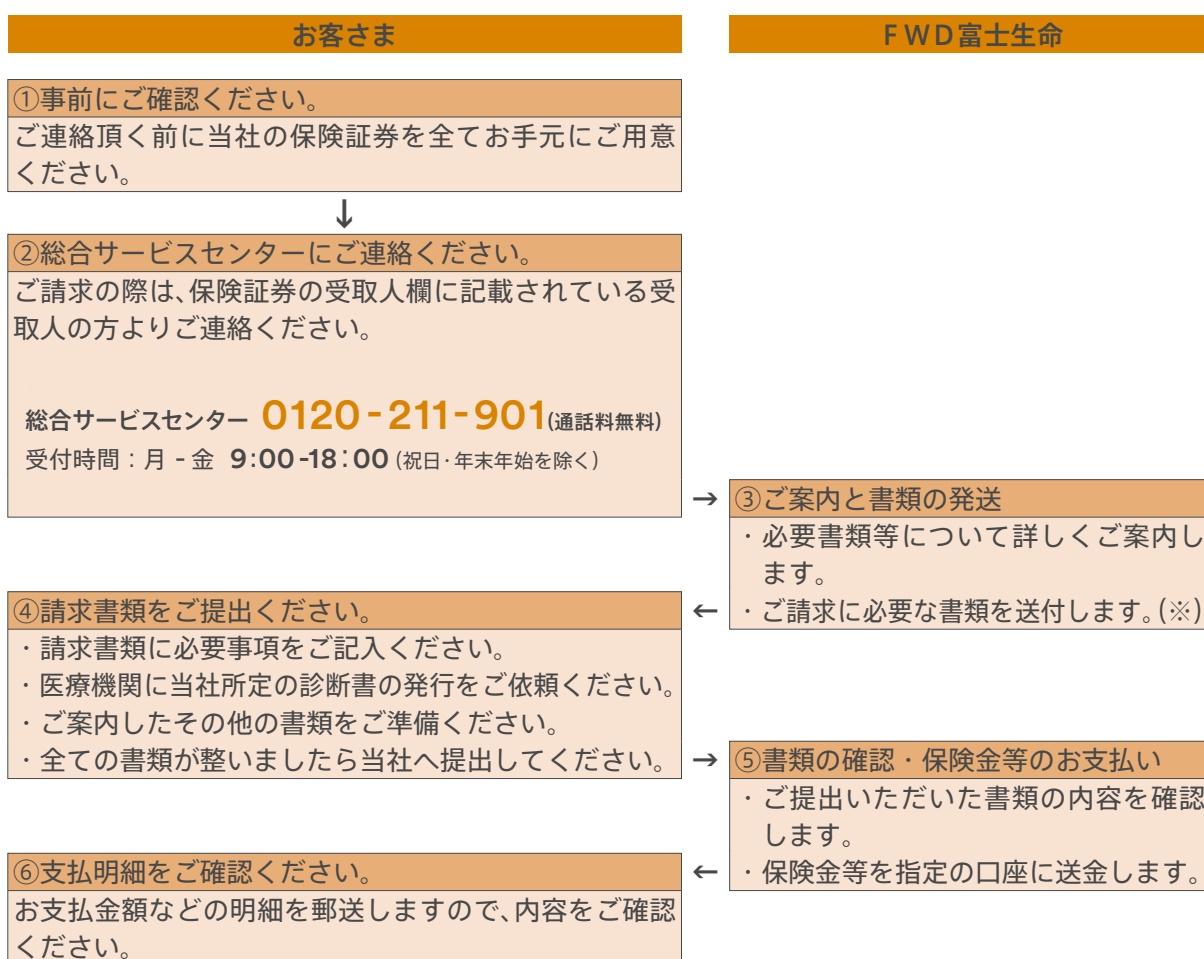 お客さま
FWD富士生命
①事前にご確認ください。
ご連絡頂く前に当社の保険証券を全てお手元にご用意
ください。
↓
②総合サービスセンターにご連絡ください。
ご請求の際は、保険証券の受取人欄に記載されている受
取人の方よりご連絡ください。
総合サービスセンター 0120-211-901(通話料無料)
受付時間：月-金 9:00-18:00(祝日・年末年始を除く)
→
③ご案内と書類の発送
・必要書類等について詳しくご案内し
ます。
・ご請求に必要な書類を送付します。(※)
←
④請求書類をご提出ください。
・請求書類に必要事項をご記入ください。
・医療機関に当社所定の診断書の発行をご依頼ください。
・ご案内したその他の書類をご準備ください。
・全ての書類が整いましたら当社へ提出してください。
→
⑤書類の確認・保険金等のお支払い
・ご提出いただいた書類の内容を確認
します。
・保険金等を指定の口座に送金します。
←
⑥支払明細をご確認ください。
お支払金額などの明細を郵送しますので、内容をご確認
ください。